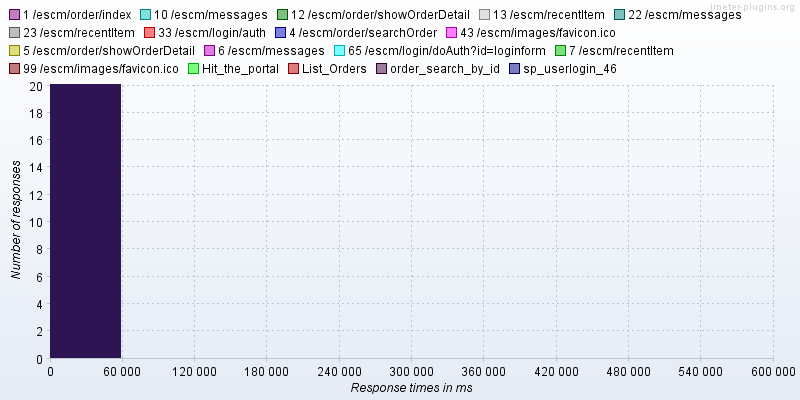 jmeter-plugins.org
1 /escm/order/index 10 /escm/messages 12 /escm/order/showOrderDetail 13 /escm/recentItem 22 /escm/messages
23 /escm/recentItem 33 /escm/login/auth 4 /escm/order/searchOrder 43 /escm/images/favicon.ico
5 /escm/order/showOrderDetail 6 /escm/messages 65 /escm/login/doAuth?id=loginform 7 /escm/recentItem
99 /escm/images/favicon.ico Hit_the_portal List_Orders order_search_by_id sp_userlogin_46
20
18
16
14
12
10
8
6
4
2
0
Number of responses
0 60 000 120 000 180 000 240 000 300 000 360 000 420 000 480 000 540 000 600 000
Response times in ms